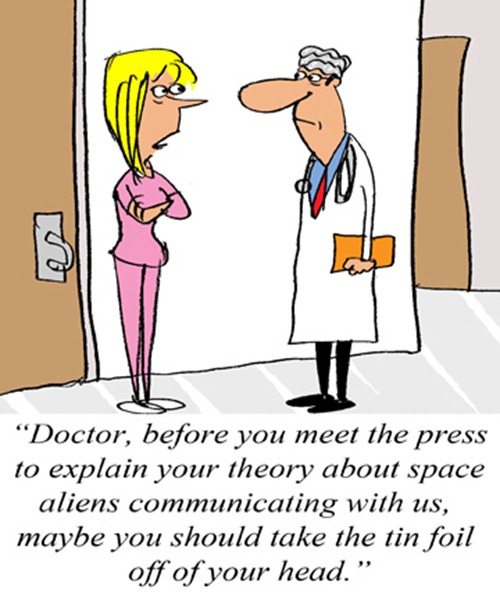 “Doctor, before you meet the press
to explain your theory about space
aliens communicating with us,
maybe you should take the tin foil
off of your head.”